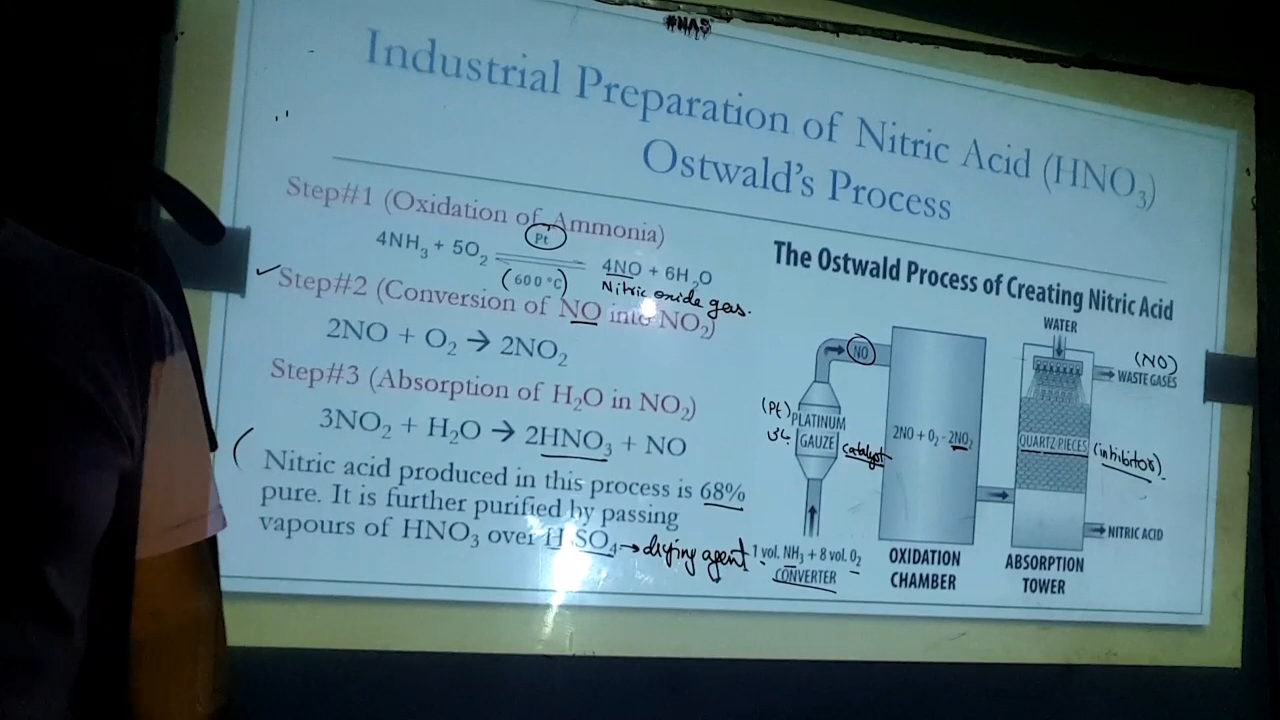 #NAS
Industrial Preparation of Nitric Acid (HNO₃)
Ostwald's Process
Step#1 (Oxidation of Ammonia)
Pt
4NH₃ + 5O₂ ⇌ 4NO + 6H₂O
(600°C)
Nitric oxide gas.
✓Step#2 (Conversion of NO into NO₂)
2NO + O₂ → 2NO₂
Step#3 (Absorption of H₂O in NO₂)
3NO₂ + H₂O → 2HNO₃ + NO
Nitric acid produced in this process is 68%
pure. It is further purified by passing
vapours of HNO₃ over H SO₄ → drying agent
The Ostwald Process of Creating Nitric Acid
WATER
(NO)
WASTE GASES
NO
(Pt) PLATINUM
GAUZE catalyst
2NO + O₂ - 2NO₂
QUARTZ PIECES (inhibitor).
NITRIC ACID
1 vol. NH₃ + 8 vol. O₂
CONVERTER
OXIDATION
CHAMBER
ABSORPTION
TOWER